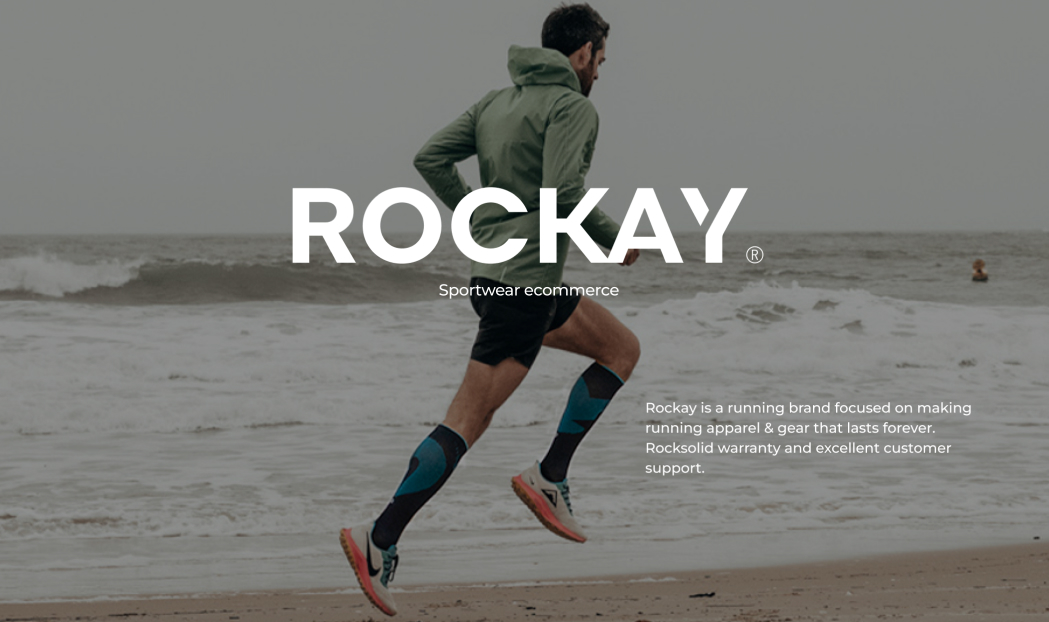 ROCKAY®
Sportwear ecommerce
Rockay is a running brand focused on making
running apparel & gear that lasts forever.
Rocksolid warranty and excellent customer
support.